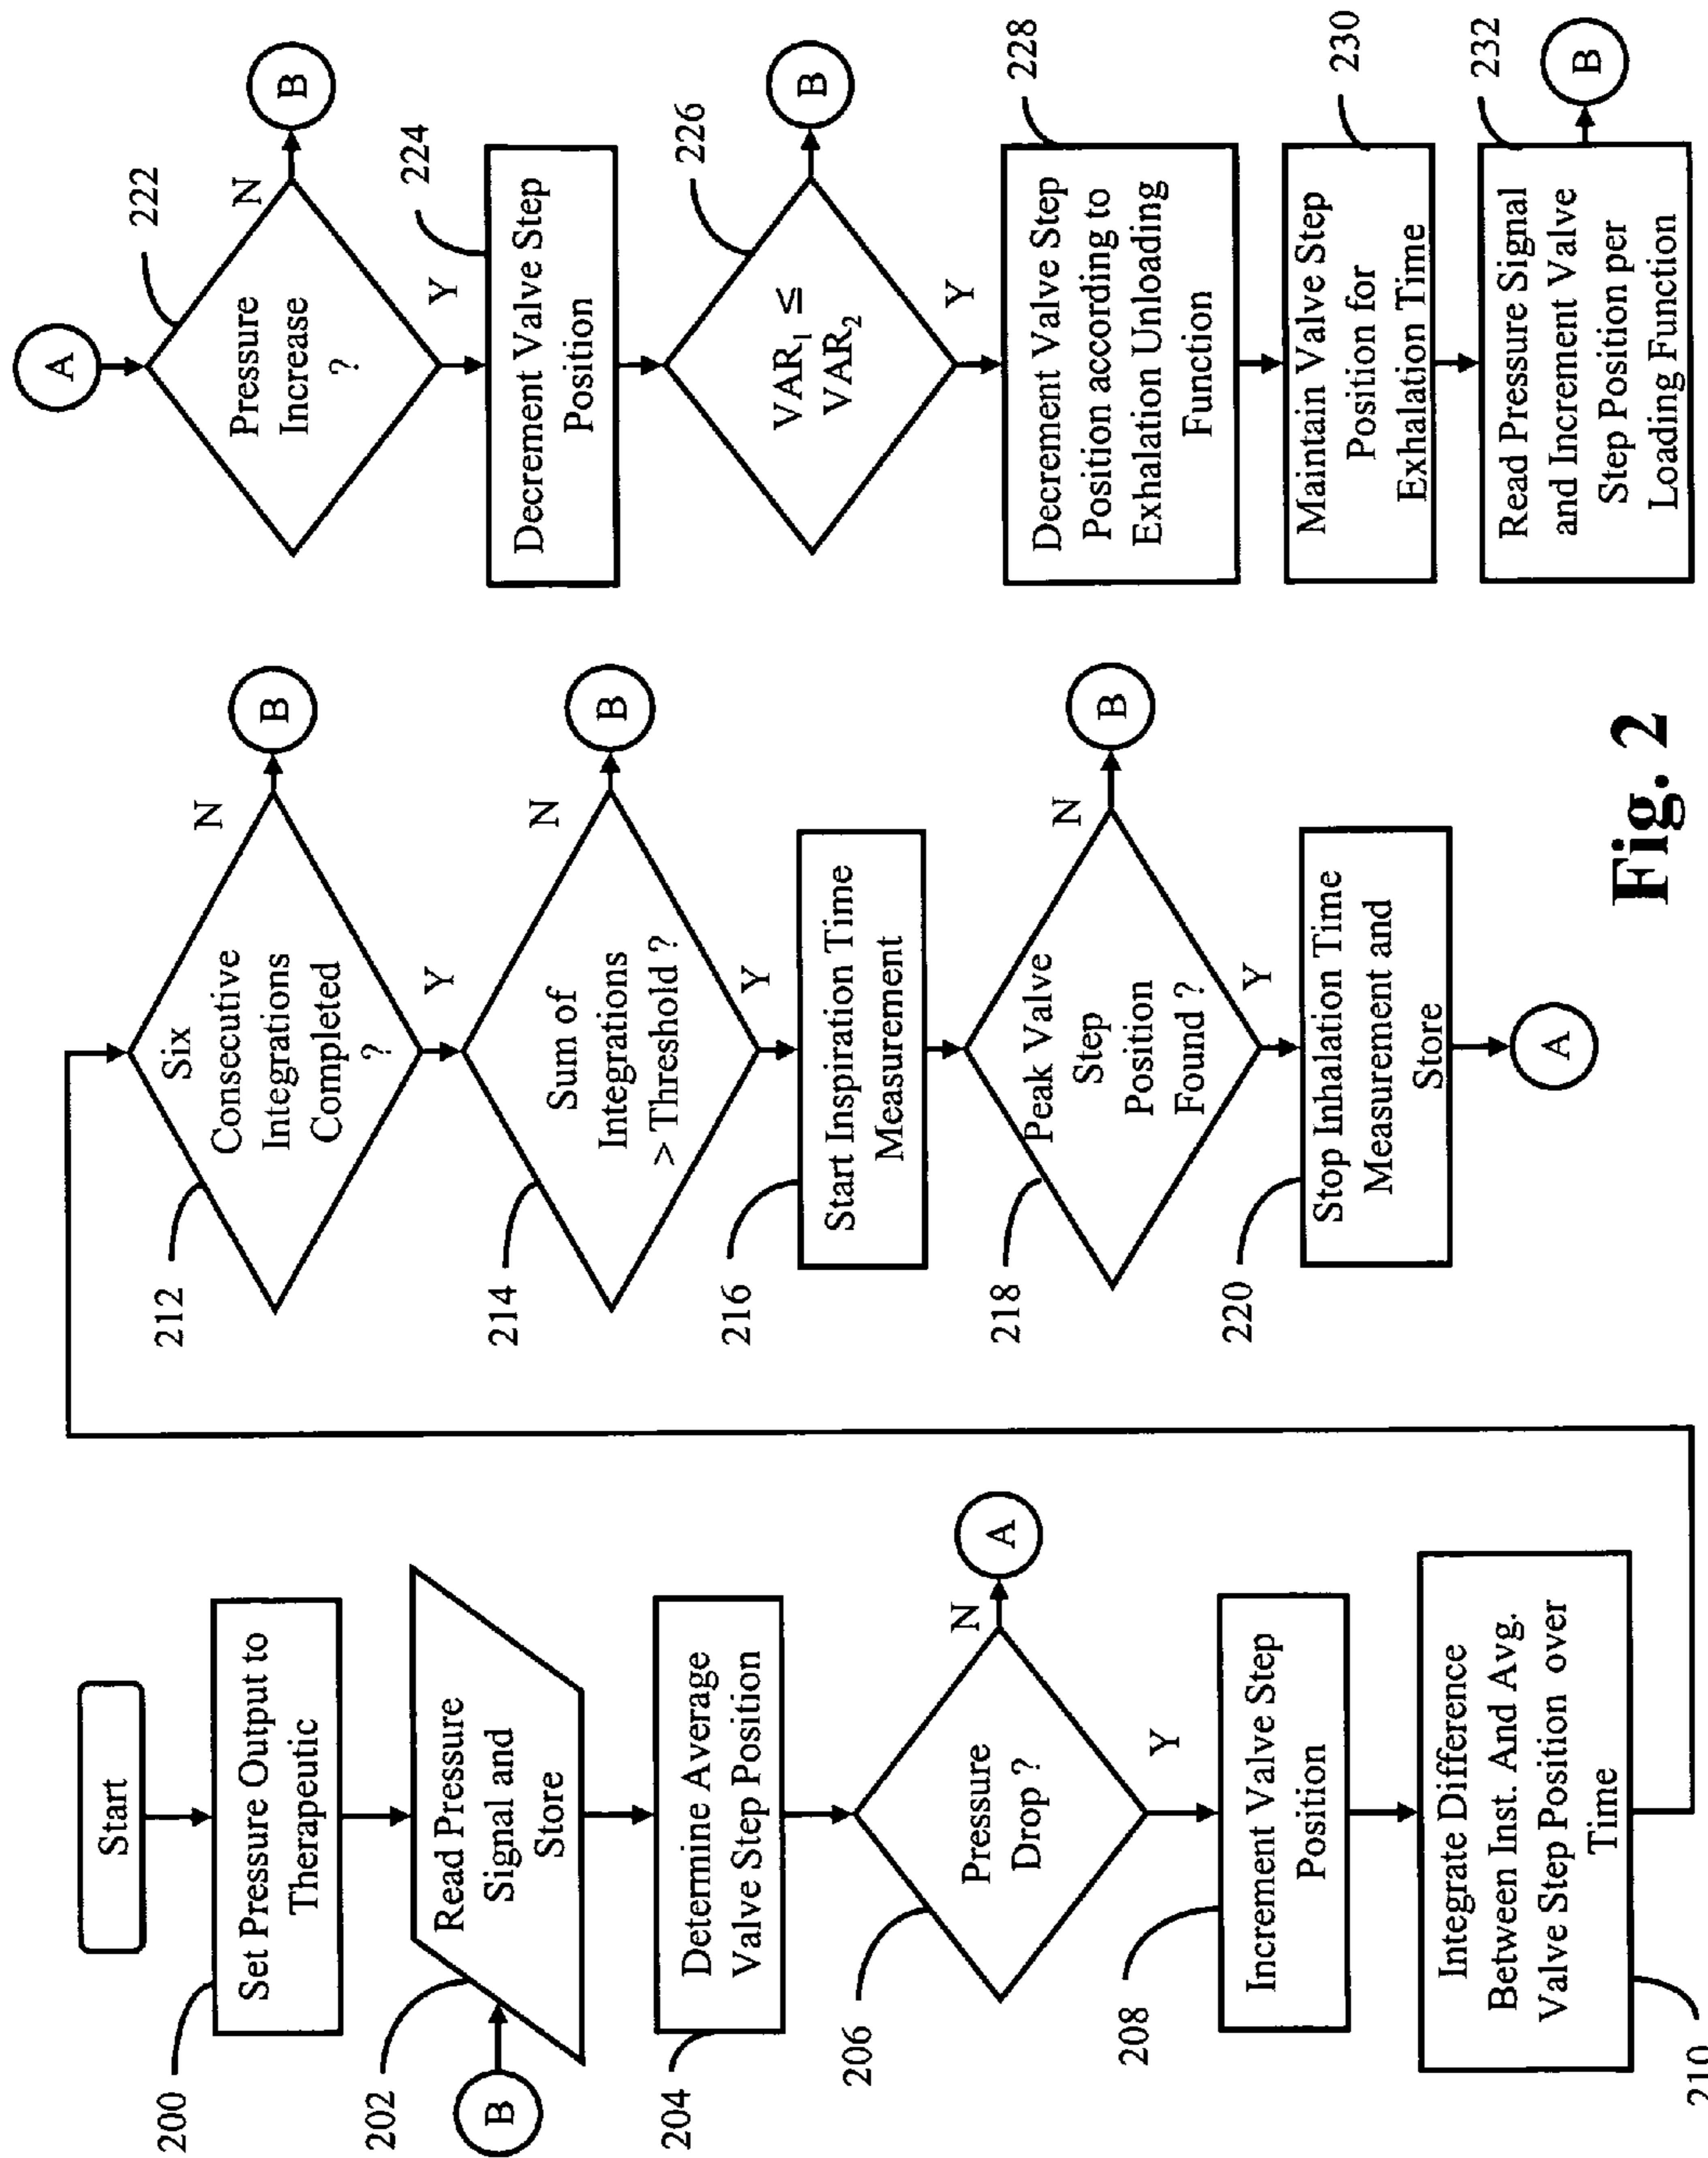 Start
200
Set Pressure Output to
Therapeutic
202
Read Pressure
Signal and
Store
B
204
Determine Average
Valve Step Position
206
Pressure
Drop ?
N
A
Y
208
Increment Valve Step
Position
210
Integrate Difference
Between Inst. And Avg.
Valve Step Position over
Time
212
Six
Consecutive
Integrations
Completed
?
N
B
Y
214
Sum of
Integrations
> Threshold ?
N
B
Y
216
Start Inspiration Time
Measurement
218
Peak Valve
Step
Position
Found ?
N
B
Y
220
Stop Inhalation Time
Measurement and
Store
A
A
222
Pressure
Increase
?
N
B
Y
224
Decrement Valve Step
Position
226
VAR₁ ≤
VAR₂
B
Y
228
Decrement Valve Step
Position according to
Exhalation Unloading
Function
230
Maintain Valve Step
Position for
Exhalation Time
232
Read Pressure Signal
and Increment Valve
Step Position per
Loading Function
B
Fig. 2